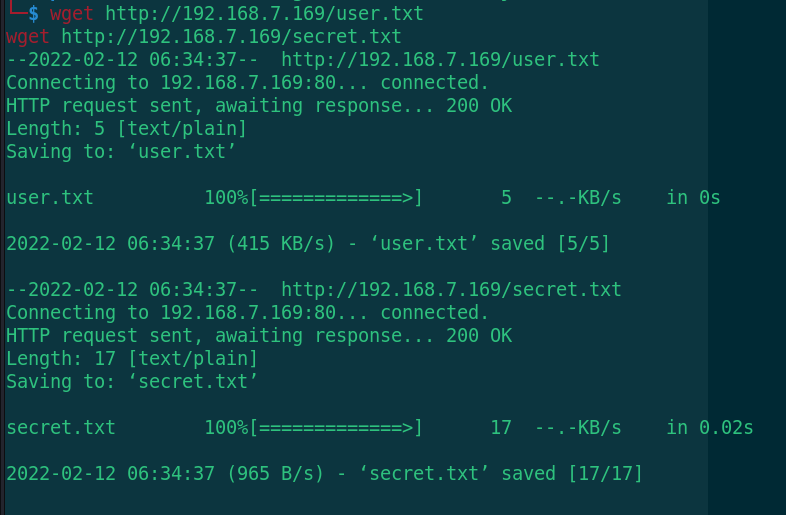 └─$ wget http://192.168.7.169/user.txt
wget http://192.168.7.169/secret.txt
--2022-02-12 06:34:37--  http://192.168.7.169/user.txt
Connecting to 192.168.7.169:80... connected.
HTTP request sent, awaiting response... 200 OK
Length: 5 [text/plain]
Saving to: ‘user.txt’
user.txt          100%[=============>]       5  --.-KB/s    in 0s
2022-02-12 06:34:37 (415 KB/s) - ‘user.txt’ saved [5/5]
--2022-02-12 06:34:37--  http://192.168.7.169/secret.txt
Connecting to 192.168.7.169:80... connected.
HTTP request sent, awaiting response... 200 OK
Length: 17 [text/plain]
Saving to: ‘secret.txt’
secret.txt        100%[=============>]      17  --.-KB/s    in 0.02s
2022-02-12 06:34:37 (965 B/s) - ‘secret.txt’ saved [17/17]